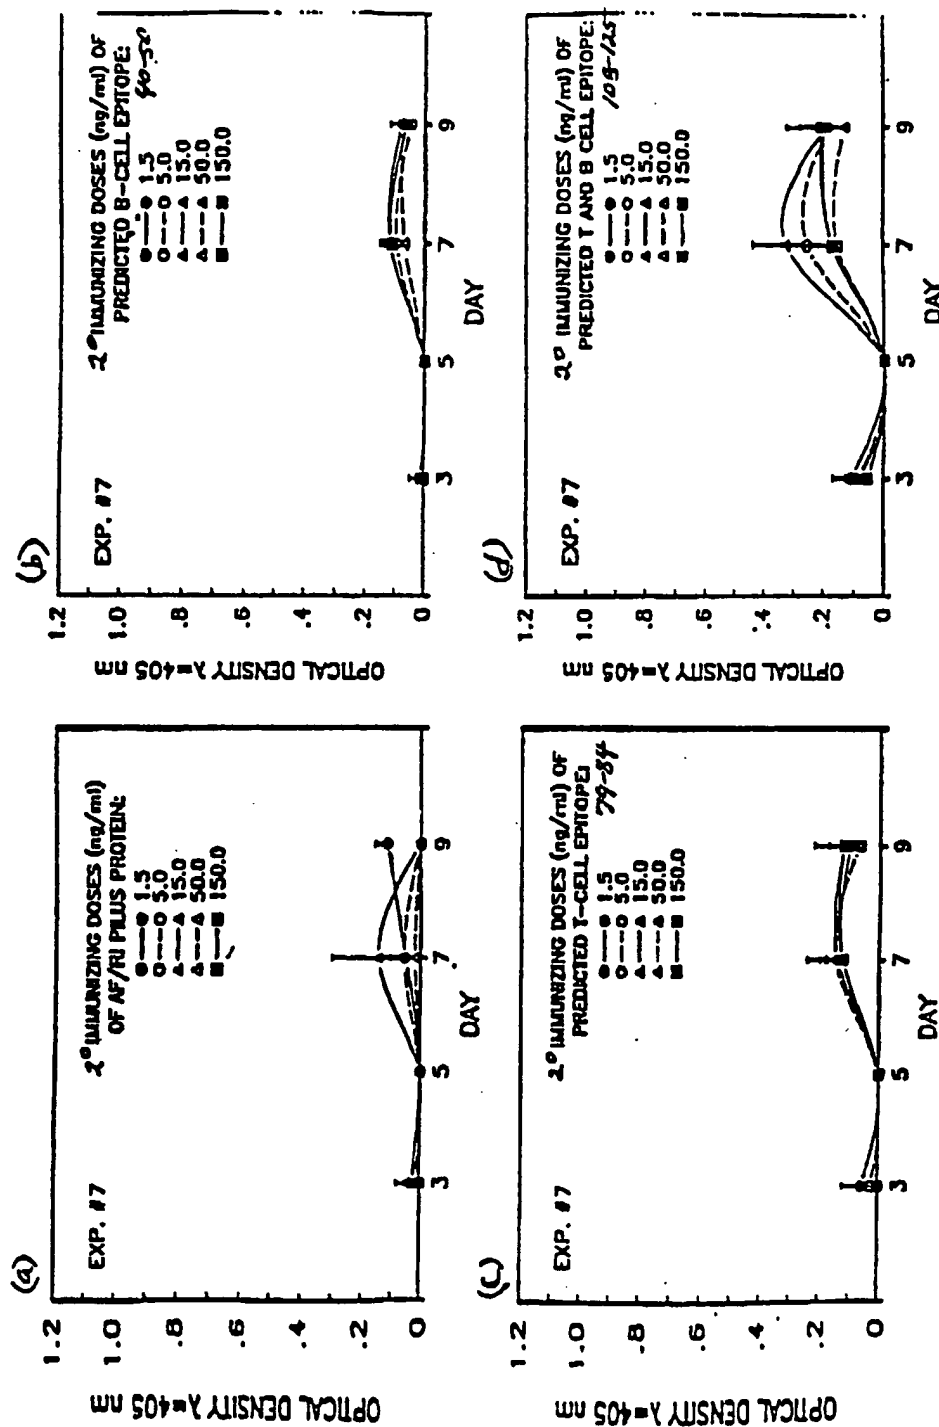 (a)
EXP. #7
2° IMMUNIZING DOSES (ng/ml)
OF AF/RI PILUS PROTEIN:
1.5
5.0
15.0
50.0
150.0
1.2
1.0
.8
.6
.4
.2
0
OPTICAL DENSITY λ=405 nm
3
5
7
9
DAY
(b)
EXP. #7
2° IMMUNIZING DOSES (ng/ml) OF
PREDICTED B-CELL EPITOPE:
40-50
1.5
5.0
15.0
50.0
150.0
1.2
1.0
.8
.6
.4
.2
0
OPTICAL DENSITY λ=405 nm
3
5
7
9
DAY
(c)
EXP. #7
2° IMMUNIZING DOSES (ng/ml) OF
PREDICTED T-CELL EPITOPE:
79-84
1.5
5.0
15.0
50.0
150.0
1.2
1.0
.8
.6
.4
.2
0
OPTICAL DENSITY λ=405 nm
3
5
7
9
DAY
(d)
EXP. #7
2° IMMUNIZING DOSES (ng/ml) OF
PREDICTED T AND B CELL EPITOPE:
108-125
1.5
5.0
15.0
50.0
150.0
1.2
1.0
.8
.6
.4
.2
0
OPTICAL DENSITY λ=405 nm
3
5
7
9
DAY